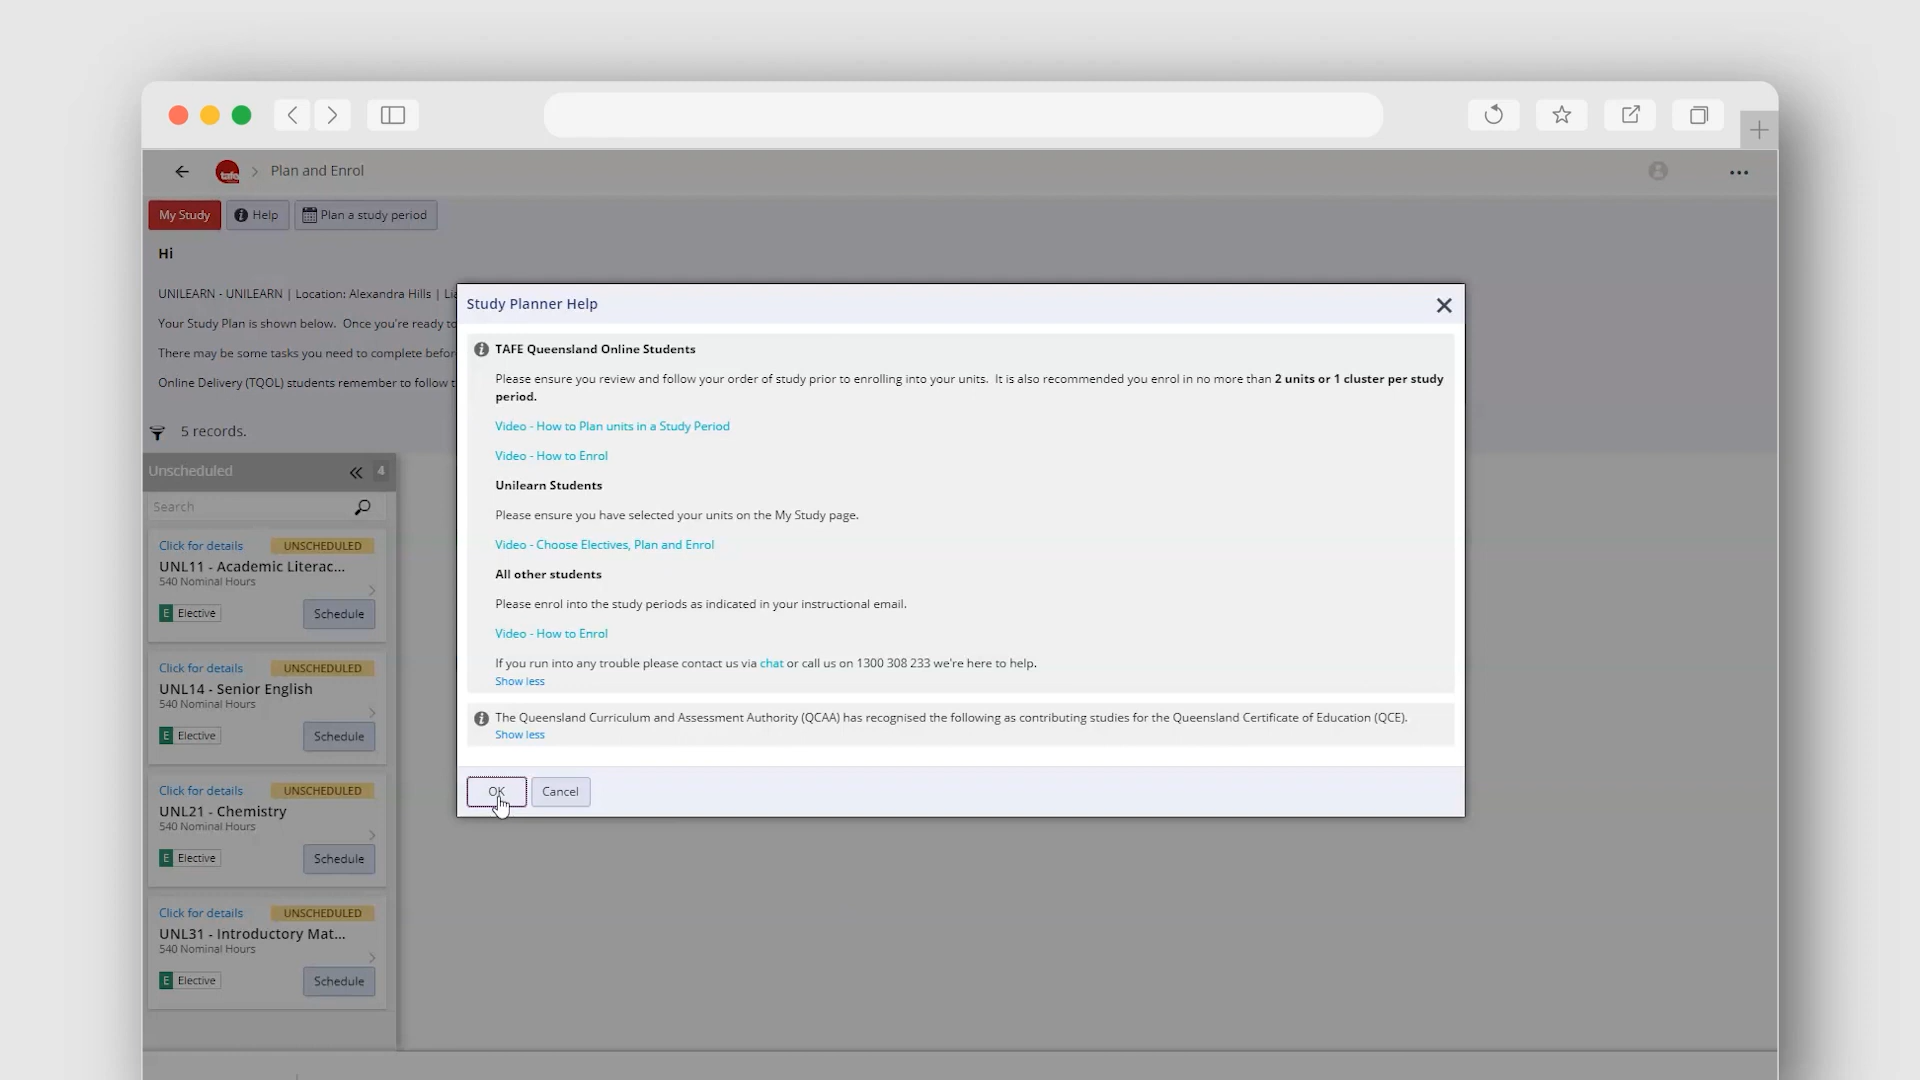 tafe
Plan and Enrol
My Study
Help
Plan a study period
Hi
UNILEARN - UNILEARN | Location: Alexandra Hills |
Your Study Plan is shown below. Once you're ready to
There may be some tasks you need to complete
Online Delivery (TQOL) students remember to follow
5 records.
Study Planner Help
TAFE Queensland Online Students
Please ensure you review and follow your order of study prior to enrolling into your units. It is also recommended you enrol in no more than 2 units or 1 cluster per study
period.
Video - How to Plan units in a Study Period
Video - How to Enrol
Unilearn Students
Please ensure you have selected your units on the My Study page.
Video - Choose Electives, Plan and Enrol
All other students
Please enrol into the study periods as indicated in your instructional email.
Video - How to Enrol
If you run into any trouble please contact us via chat or call us on 1300 308 233 we're here to help.
Show less
The Queensland Curriculum and Assessment Authority (QCAA) has recognised the following as contributing studies for the Queensland Certificate of Education (QCE).
Show less
OK
Cancel
Unscheduled
4
Search
Click for details
UNSCHEDULED
UNL11 - Academic Literac...
540 Nominal Hours
E Elective
Schedule
Click for details
UNSCHEDULED
UNL14 - Senior English
540 Nominal Hours
E Elective
Schedule
Click for details
UNSCHEDULED
UNL21 - Chemistry
540 Nominal Hours
E Elective
Schedule
Click for details
UNSCHEDULED
UNL31 - Introductory Mat...
540 Nominal Hours
E Elective
Schedule